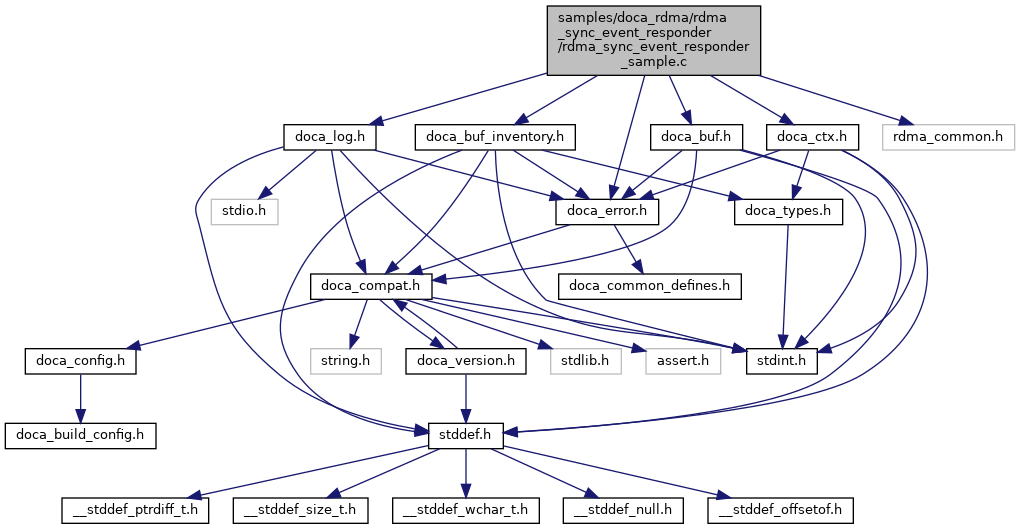 samples/doca_rdma/rdma
_sync_event_responder
/rdma_sync_event_responder
_sample.c
doca_log.h
doca_buf_inventory.h
doca_buf.h
doca_ctx.h
rdma_common.h
stdio.h
doca_error.h
doca_types.h
doca_compat.h
doca_common_defines.h
doca_config.h
string.h
doca_version.h
stdlib.h
assert.h
stdint.h
doca_build_config.h
stddef.h
__stddef_ptrdiff_t.h
__stddef_size_t.h
__stddef_wchar_t.h
__stddef_null.h
__stddef_offsetof.h